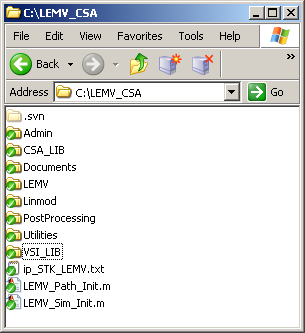 C:\LEMV_CSA
File Edit View Favorites Tools »
Back »
Address C:\LEMV_CSA Go
.svn
Admin
CSA_LIB
Documents
LEMV
Linmod
PostProcessing
Utilities
VSI_LIB
ip_STK_LEMV.txt
LEMV_Path_Init.m
LEMV_Sim_Init.m